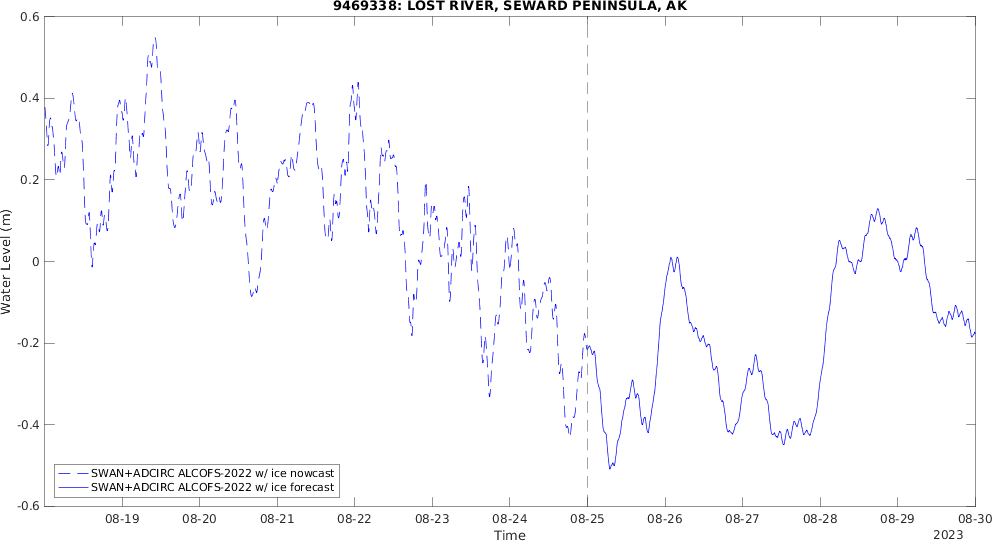 9469338: LOST RIVER, SEWARD PENINSULA, AK
Water Level (m)
0.6
0.4
0.2
0
-0.2
-0.4
-0.6
SWAN+ADCIRC ALCOFS-2022 w/ ice nowcast
SWAN+ADCIRC ALCOFS-2022 w/ ice forecast
08-19 08-20 08-21 08-22 08-23 08-24 08-25 08-26 08-27 08-28 08-29 08-30
Time
2023